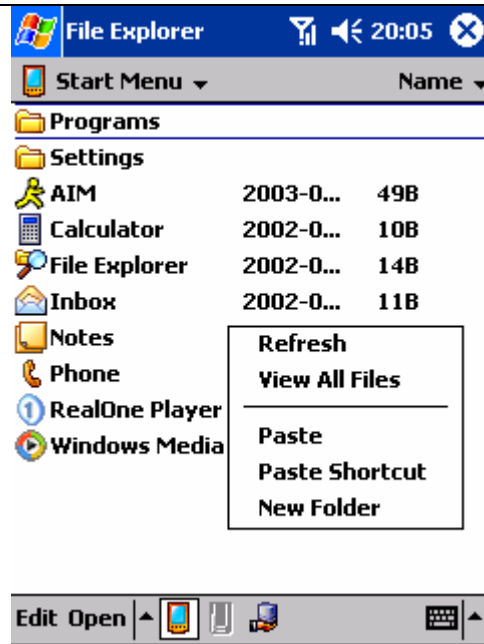 File Explorer 20:05
Start Menu Name
Programs
Settings
AIM 2003-0... 49B
Calculator 2002-0... 10B
File Explorer 2002-0... 14B
Inbox 2002-0... 11B
Notes
Phone
1 RealOne Player
Windows Media
Refresh
View All Files
Paste
Paste Shortcut
New Folder
Edit Open